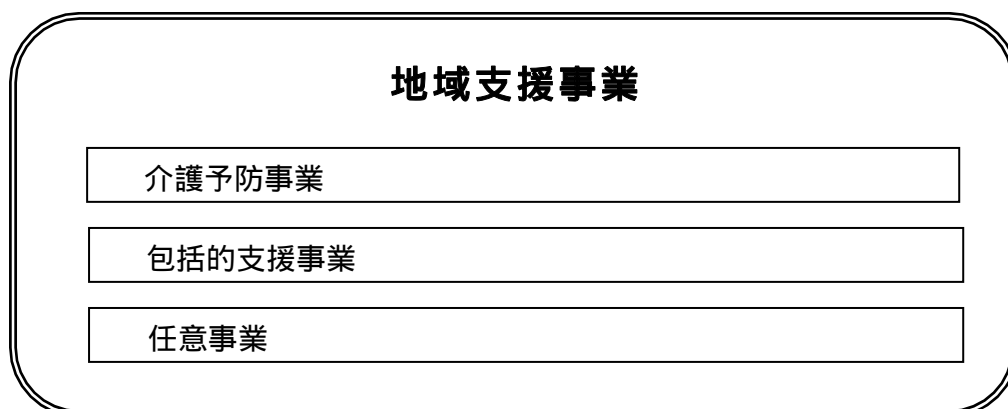 地域支援事業
介護予防事業
包括的支援事業
任意事業